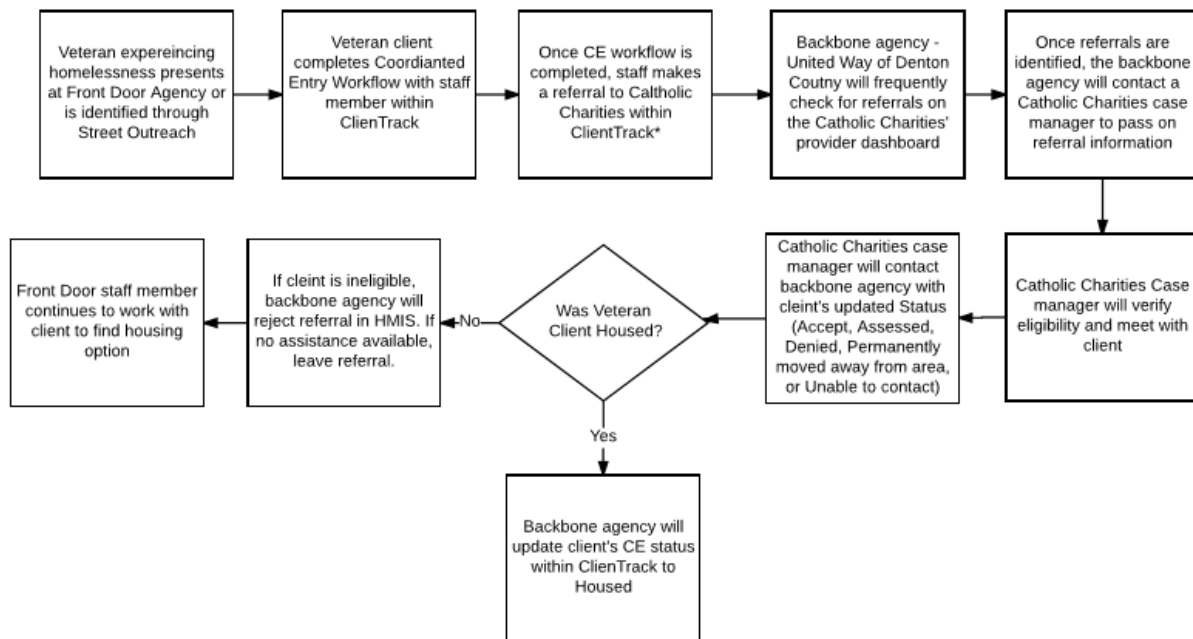 Veteran expereincing
homelessness presents
at Front Door Agency or
is identified through
Street Outreach
Veteran client
completes Coordianted
Entry Workflow with staff
member within
ClienTrack
Once CE workflow is
completed, staff makes
a referral to Caltholic
Charities within
ClientTrack*
Backbone agency -
United Way of Denton
Coutny will frequently
check for referrals on
the Catholic Charities'
provider dashboard
Once referrals are
identified, the backbone
agency will contact a
Catholic Charities case
manager to pass on
referral information
Catholic Charities Case
manager will verify
eligibility and meet with
client
Catholic Charities case
manager will contact
backbone agency with
cleint's updated Status
(Accept, Assessed,
Denied, Permanently
moved away from area,
or Unable to contact)
Was Veteran
Client Housed?
No
If cleint is ineligible,
backbone agency will
reject referral in HMIS. If
no assistance available,
leave referral.
Front Door staff member
continues to work with
client to find housing
option
Yes
Backbone agency will
update client's CE status
within ClienTrack to
Housed